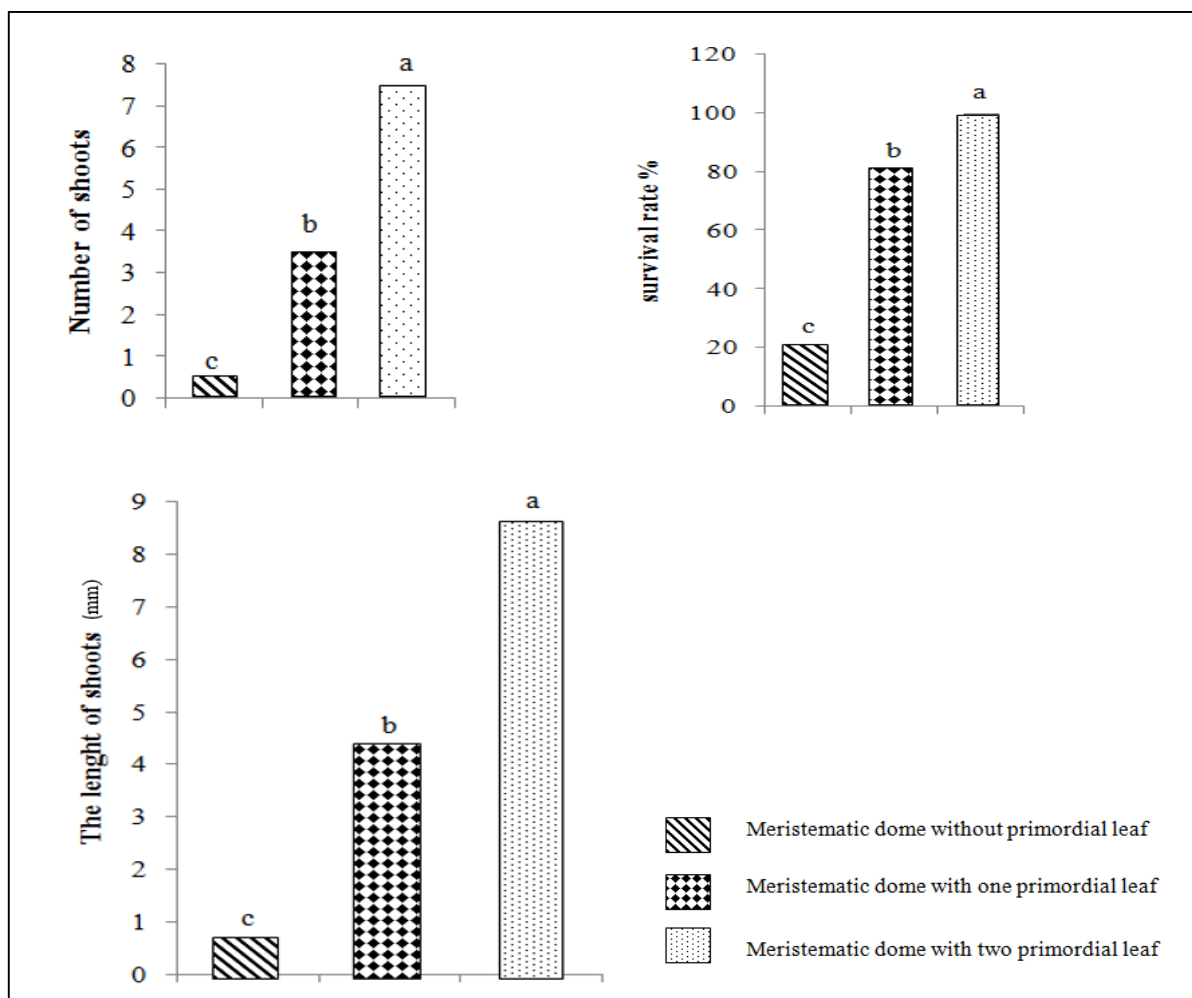 Number of shoots
8
7
6
5
4
3
2
1
0
c
b
a
survival rate %
120
100
80
60
40
20
0
c
b
a
The lenght of shoots (mm)
9
8
7
6
5
4
3
2
1
0
c
b
a
Meristematic dome without primordial leaf
Meristematic dome with one primordial leaf
Meristematic dome with two primordial leaf